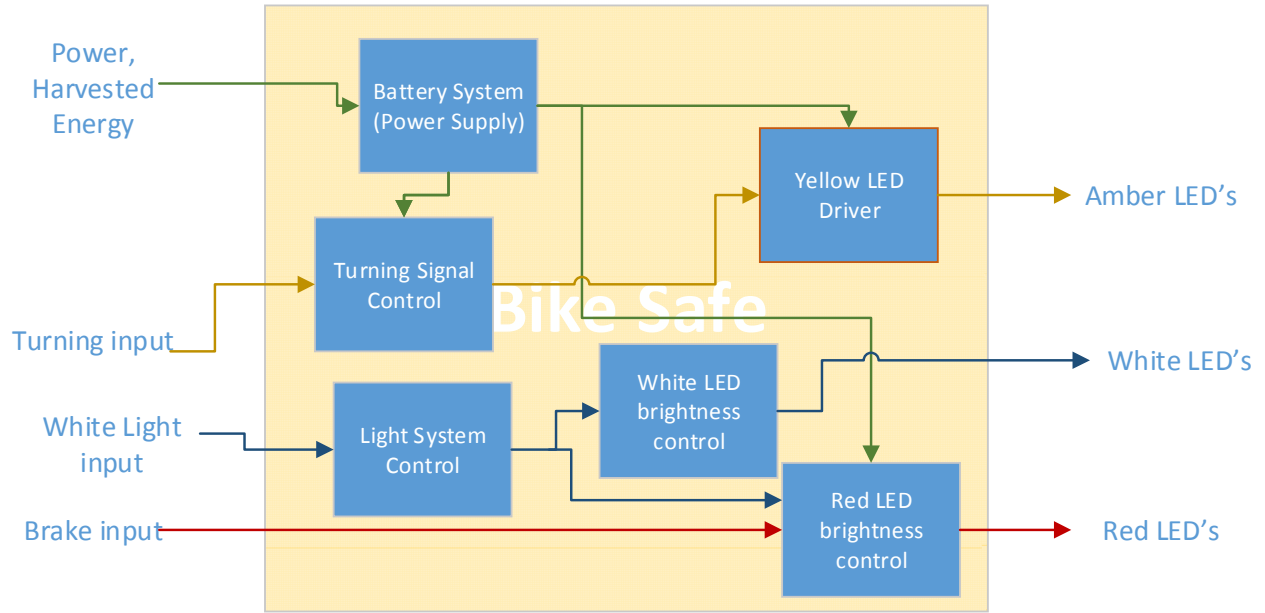 Power,
Harvested
Energy
Battery System
(Power Supply)
Yellow LED
Driver
Amber LED's
Turning Signal
Control
Bike Safe
Turning input
White LED
brightness
control
White LED's
White Light
input
Light System
Control
Red LED
brightness
control
Brake input
Red LED's